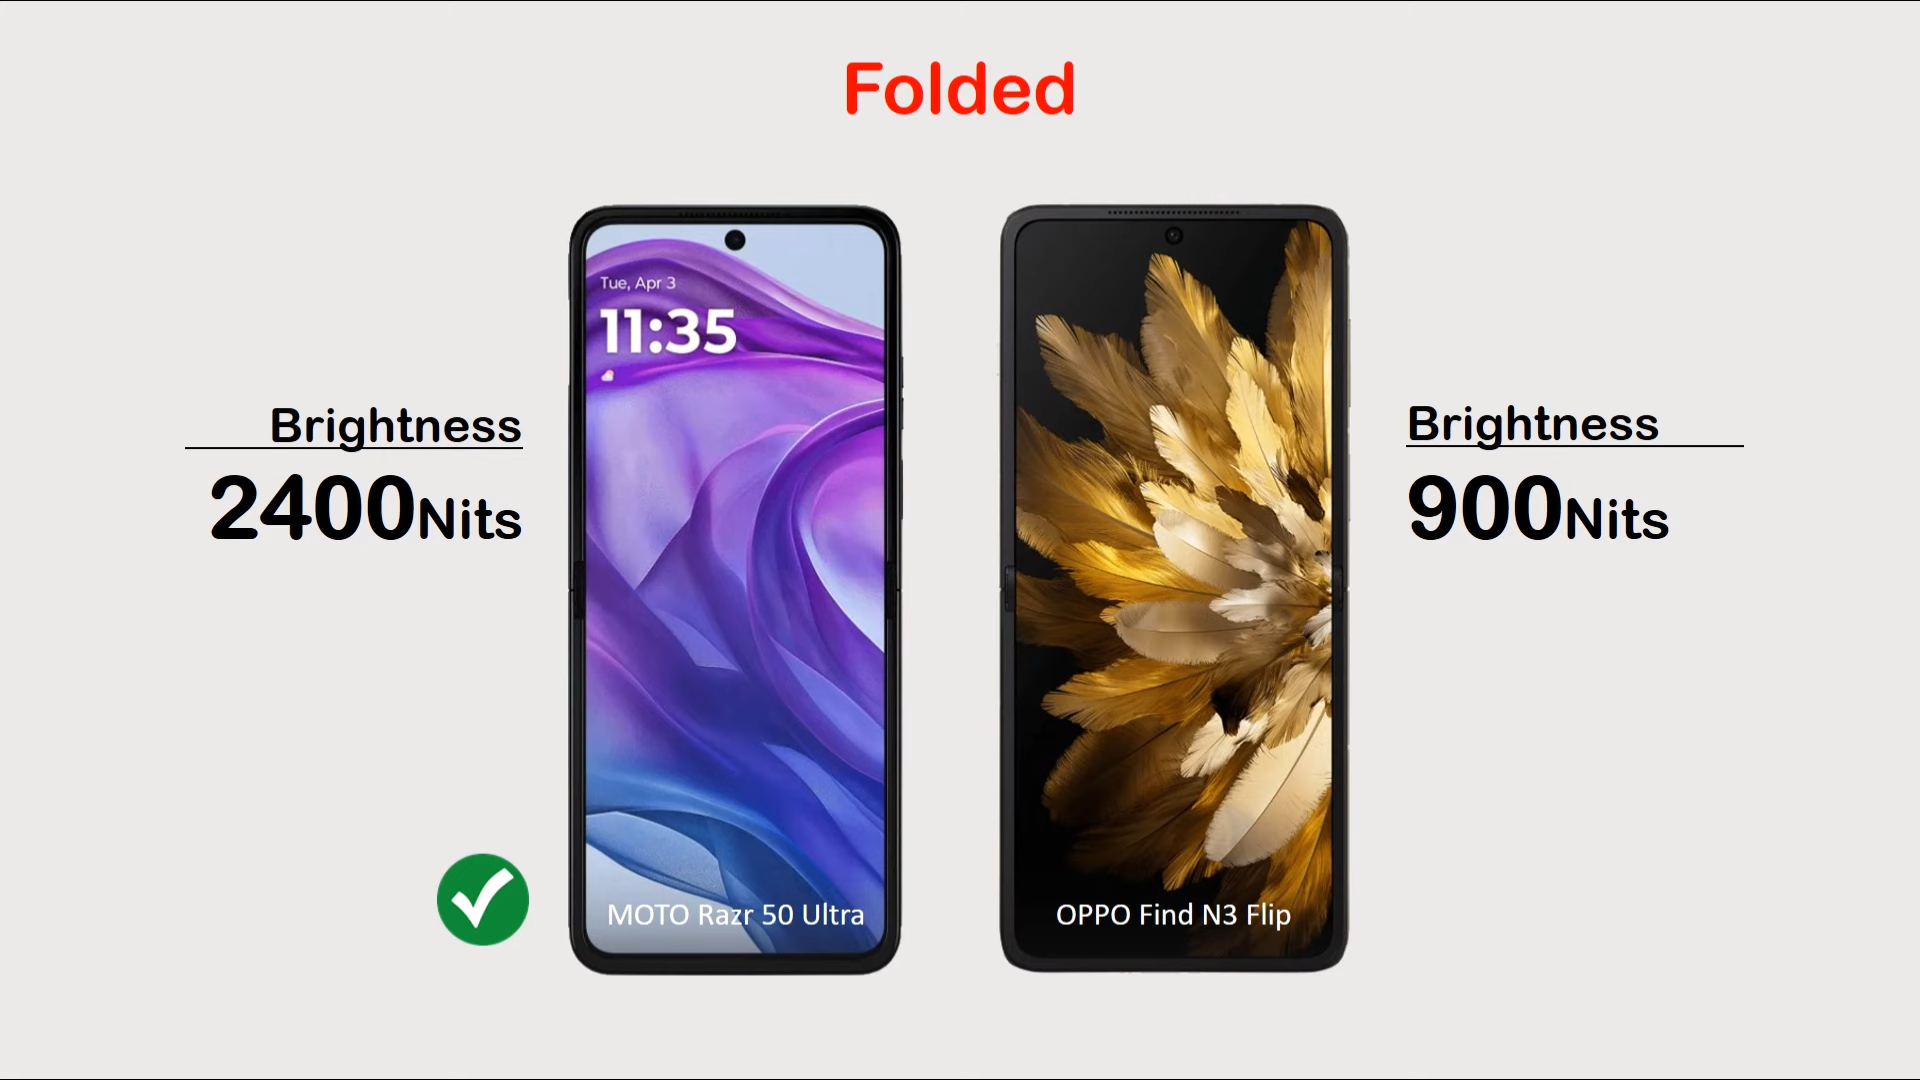 Folded
Tue, Apr 3
11:35
Brightness
2400Nits
MOTO Razr 50 Ultra
OPPO Find N3 Flip
Brightness
900Nits